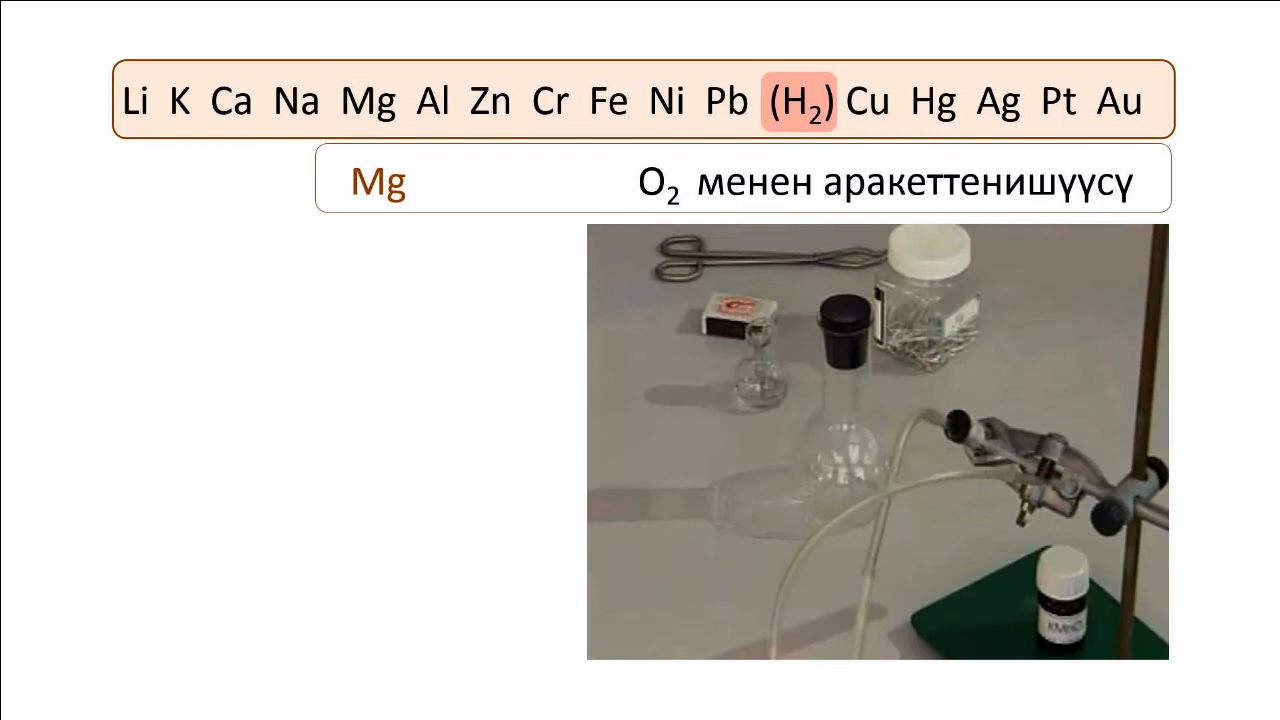 Li K Ca Na Mg Al Zn Cr Fe Ni Pb (H₂) Cu Hg Ag Pt Au
Mg O₂ менен аракеттенишүүсү